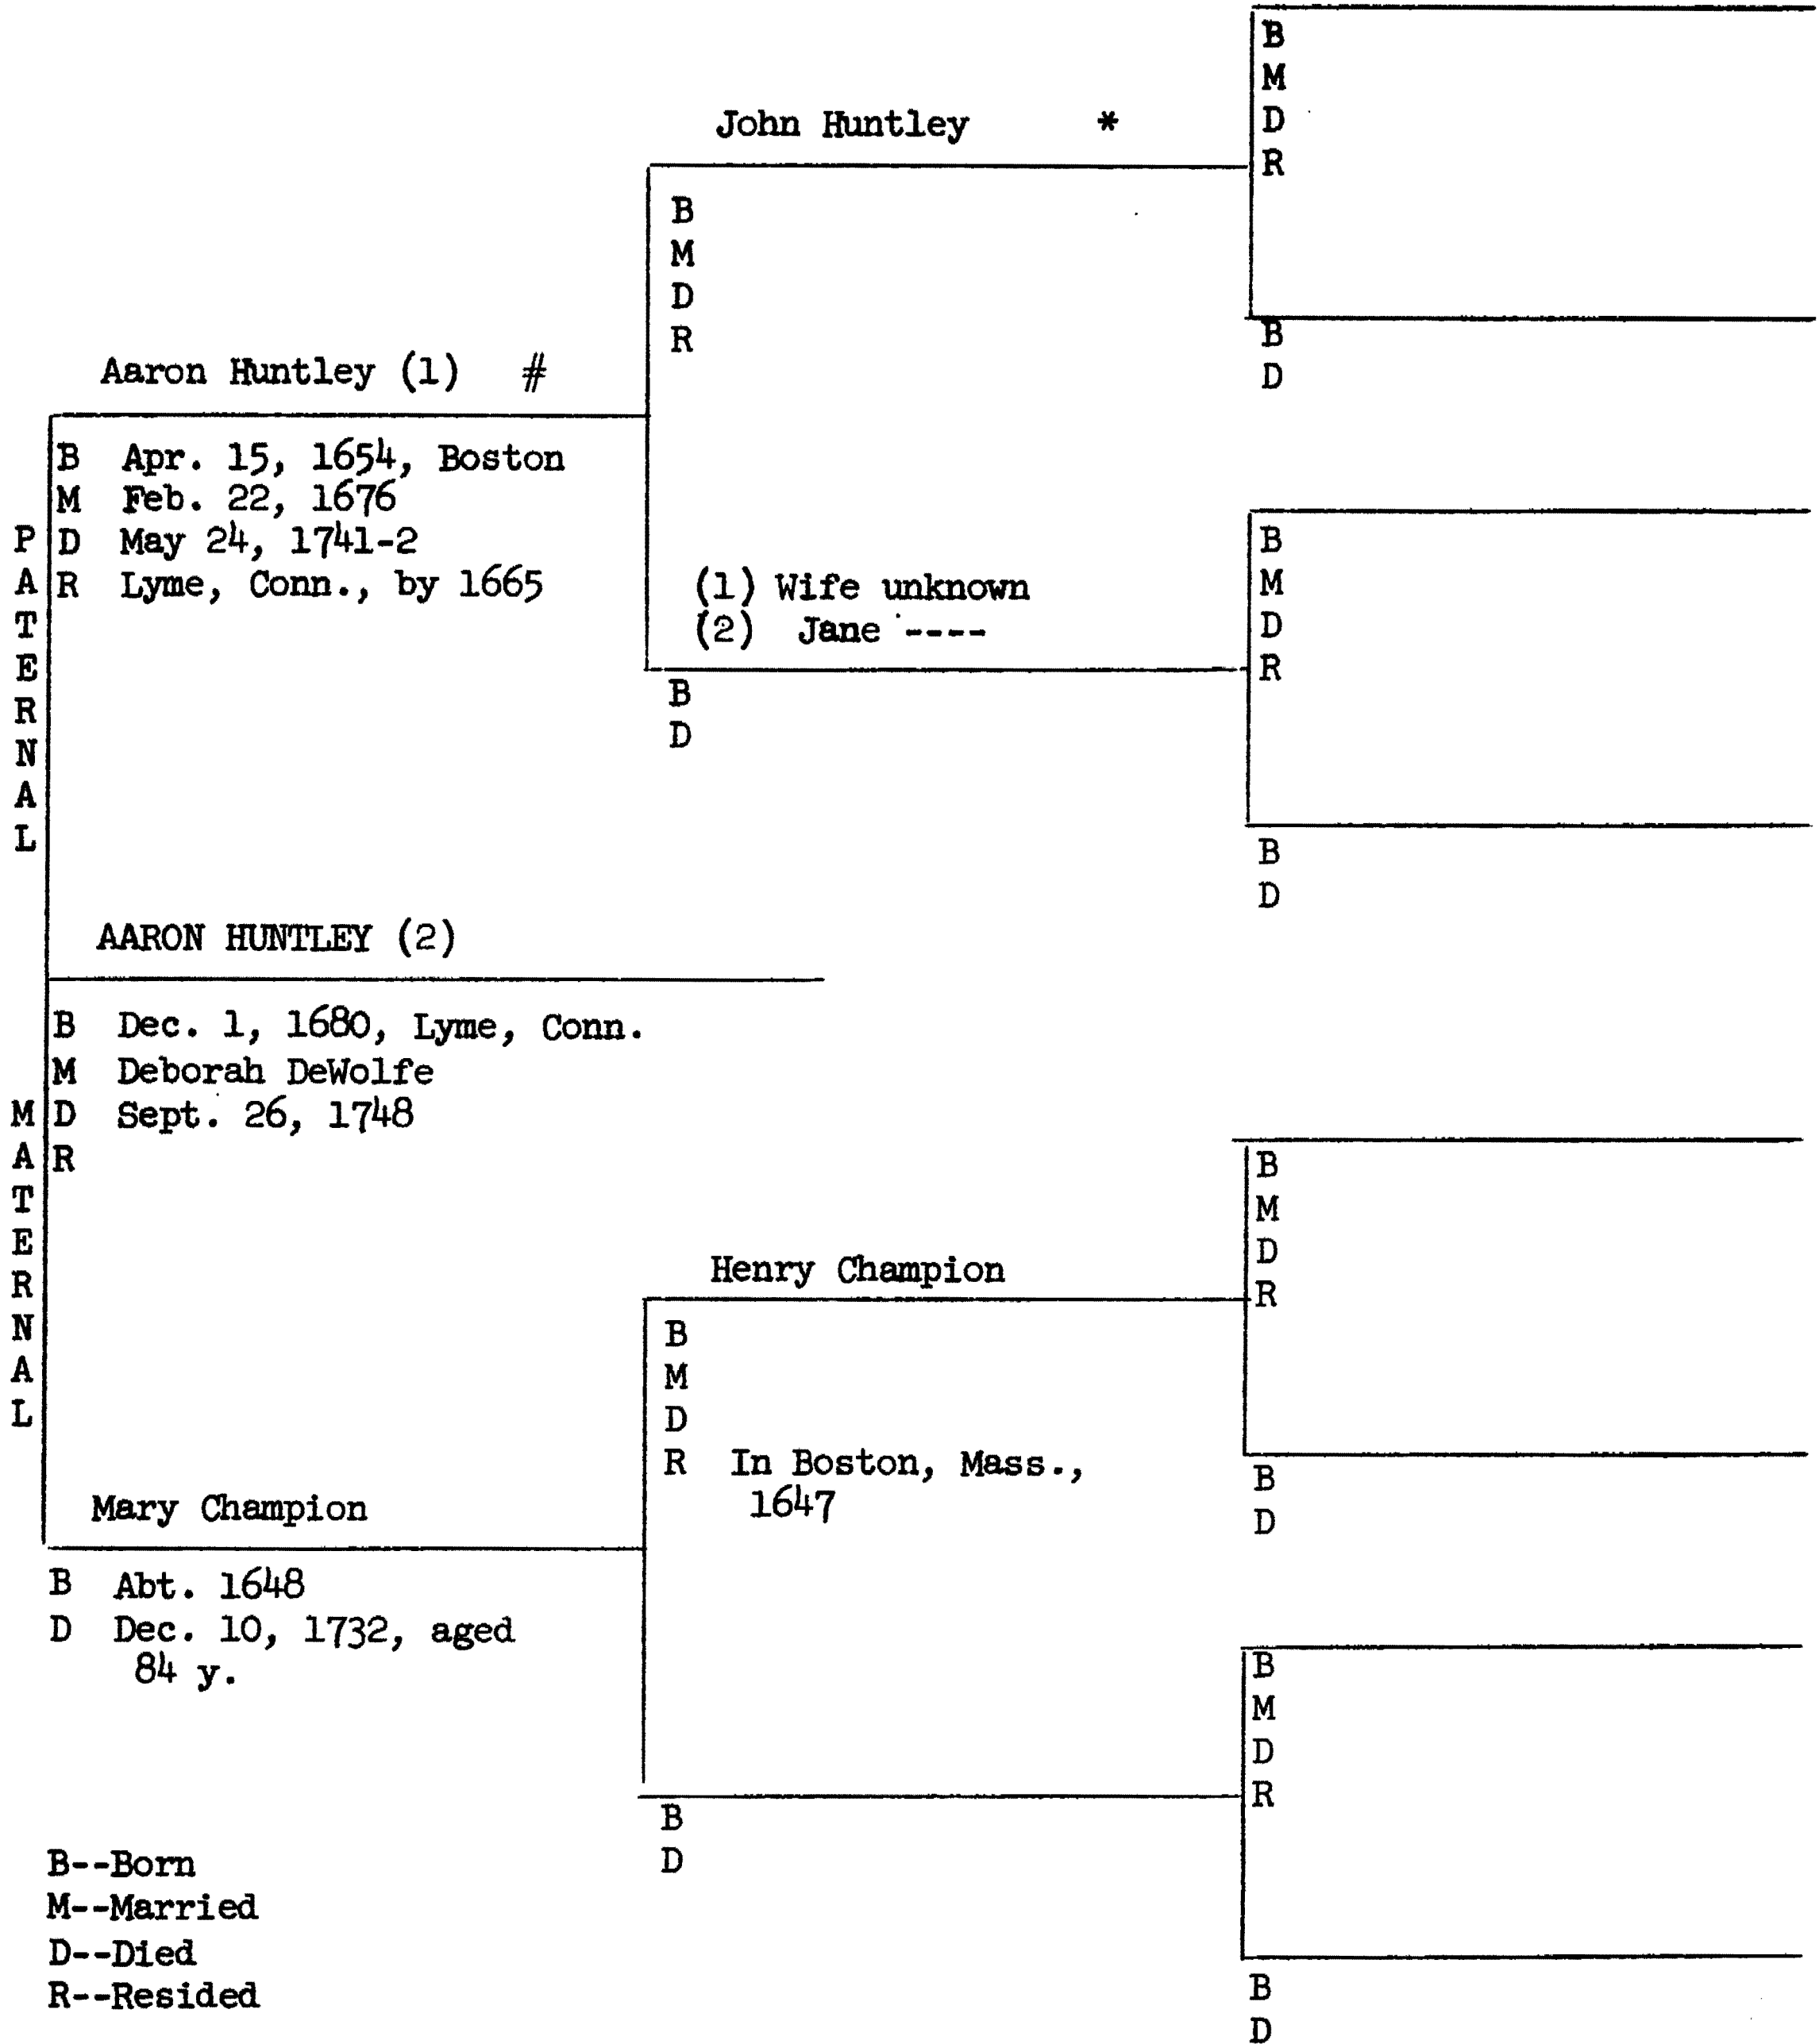 B
M
D
R
John Huntley *
B
M
D
R
B
D
Aaron Huntley (1) #
B Apr. 15, 1654, Boston
M Feb. 22, 1676
D May 24, 1741-2
R Lyme, Conn., by 1665
PATERNAL
(1) Wife unknown
(2) Jane ----
B
D
B
M
D
R
B
D
AARON HUNTLEY (2)
B Dec. 1, 1680, Lyme, Conn.
M Deborah DeWolfe
D Sept. 26, 1748
R
MATERNAL
B
M
D
R
Henry Champion
B
M
D
R In Boston, Mass.,
1647
B
D
Mary Champion
B Abt. 1648
D Dec. 10, 1732, aged
84 y.
B
M
D
R
B
D
B
D
B--Born
M--Married
D--Died
R--Resided